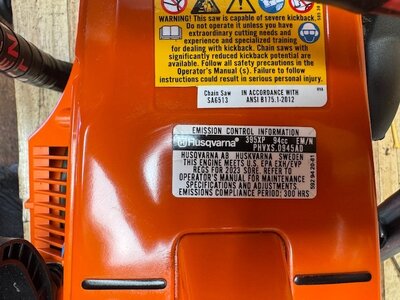 WARNING! This saw is capable of severe kickback.
Do not operate it unless you have
extraordinary cutting needs and
experience and specialized training
for dealing with kickback. Chain saws with
significantly reduced kickback potential are
available. Follow all safety precautions in the
Operator's Manual (s). Failure to follow
instructions could result in serious personal injury.
Chain Saw IN ACCORDANCE WITH
SA6513 ANSI B175.1-2012
EMISSION CONTROL INFORMATION
Husqvarna 395XP 94cc EM/N
PHVXS.0945AD
HUSQVARNA AB HUSKVARNA SWEDEN
THIS ENGINE MEETS U.S. EPA EXH/EVP
REGS FOR 2023 SORE. REFER TO
OPERATOR'S MANUAL FOR MAINTENANCE
SPECIFICATIONS AND ADJUSTMENTS.
EMISSIONS COMPLIANCE PERIOD: 300 HRS
592 94 20-81